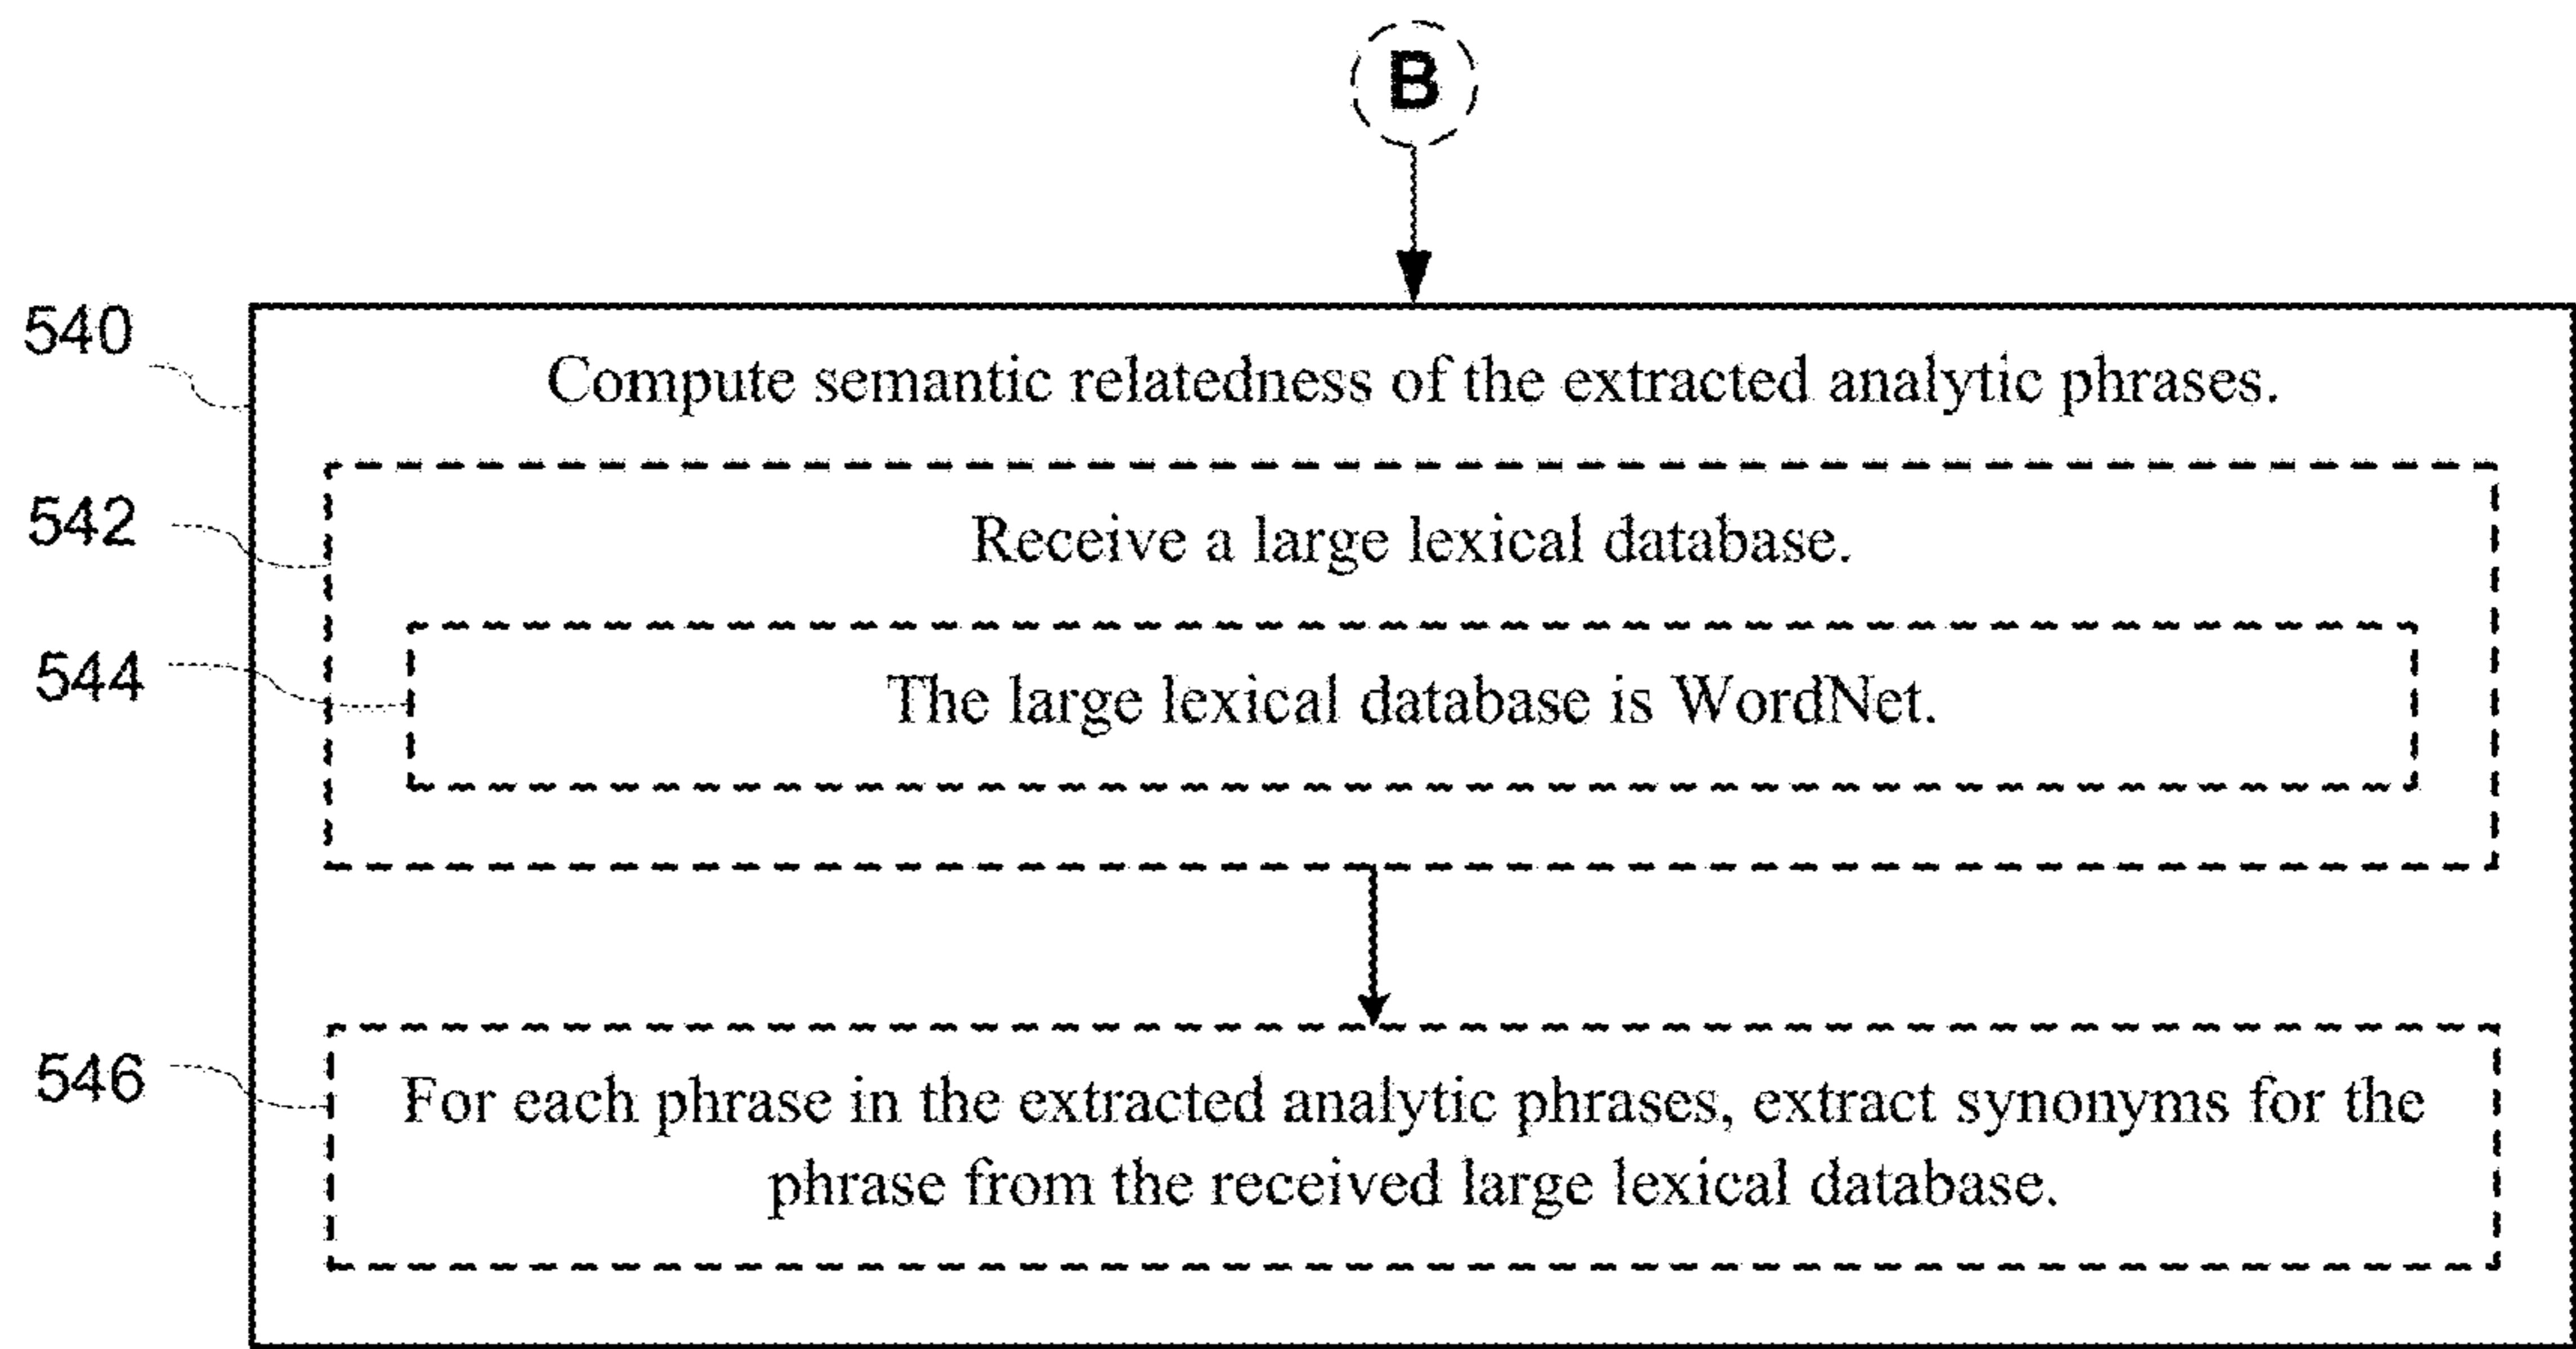 B
540
Compute semantic relatedness of the extracted analytic phrases.
542
Receive a large lexical database.
544
The large lexical database is WordNet.
546
For each phrase in the extracted analytic phrases, extract synonyms for the
phrase from the received large lexical database.